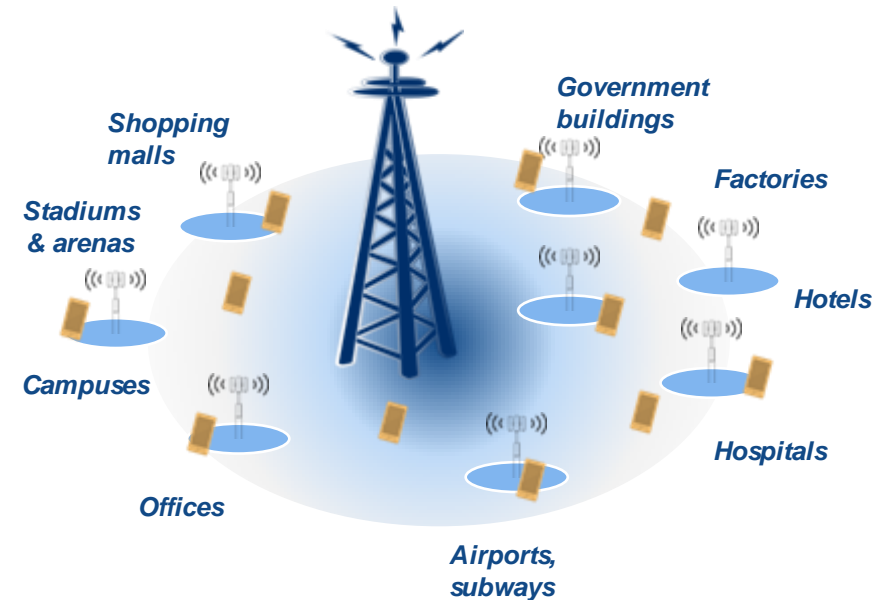 Government
buildings
Shopping
malls
Factories
Stadiums
& arenas
Hotels
Campuses
Hospitals
Offices
Airports,
subways